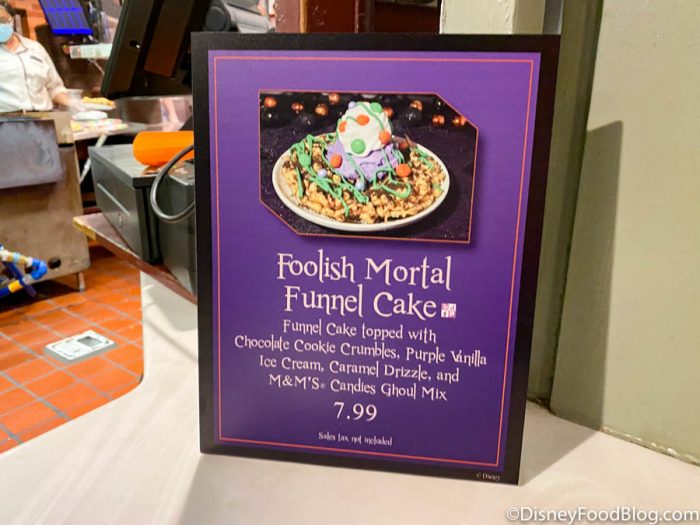 Foolish Mortal
Funnel Cake
Funnel Cake topped with
Chocolate Cookie Crumbles, Purple Vanilla
Ice Cream, Caramel Drizzle, and
M&M'S® Candies Ghoul Mix
7.99
Sales tax not included
© Disney
©DisneyFoodBlog.com